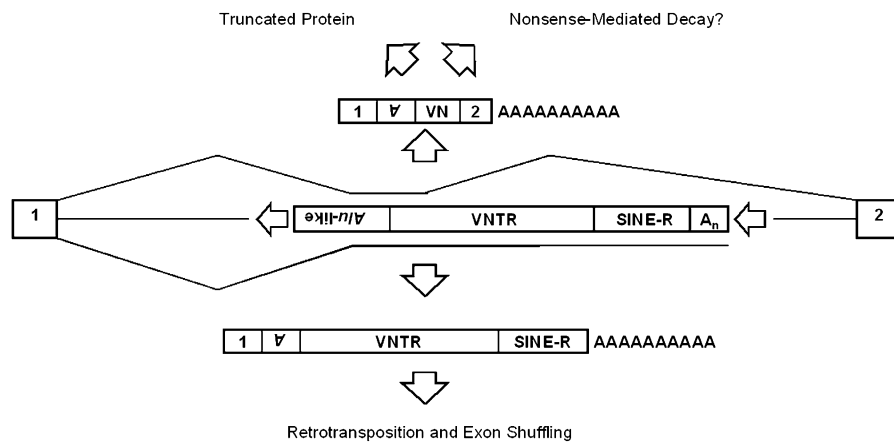 Truncated Protein Nonsense-Mediated Decay?
1 A VN 2 AAAAAAAAAA
1 Alu-like VNTR SINE-R An 2
1 A VNTR SINE-R AAAAAAAAAA
Retrotransposition and Exon Shuffling